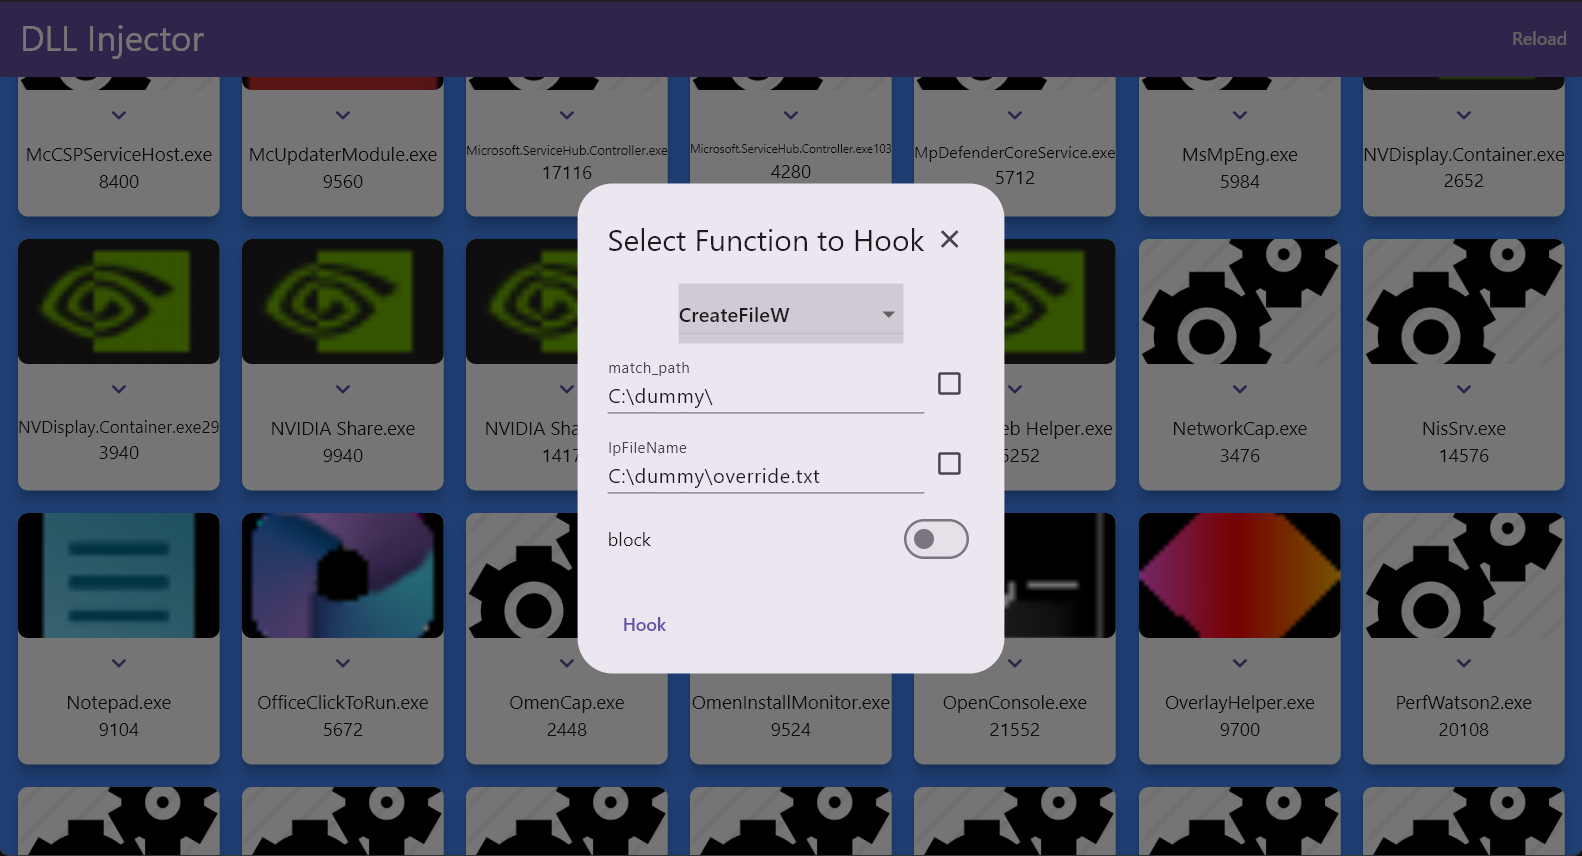 DLL Injector
Reload
McCSPServiceHost.exe
8400
McUpdaterModule.exe
9560
Microsoft.ServiceHub.Controller.exe
17116
Microsoft.ServiceHub.Controller.exe103
4280
MpDefenderCoreService.exe
5712
MsMpEng.exe
5984
NVDisplay.Container.exe
2652
Select Function to Hook
CreateFileW
match_path
C:\dummy\
lpFileName
C:\dummy\override.txt
block
Hook
NVDisplay.Container.exe29
3940
NVIDIA Share.exe
9940
NVIDIA Sha
1417
eb Helper.exe
5252
NetworkCap.exe
3476
NisSrv.exe
14576
Notepad.exe
9104
OfficeClickToRun.exe
5672
OmenCap.exe
2448
OmenInstallMonitor.exe
9524
OpenConsole.exe
21552
OverlayHelper.exe
9700
PerfWatson2.exe
20108